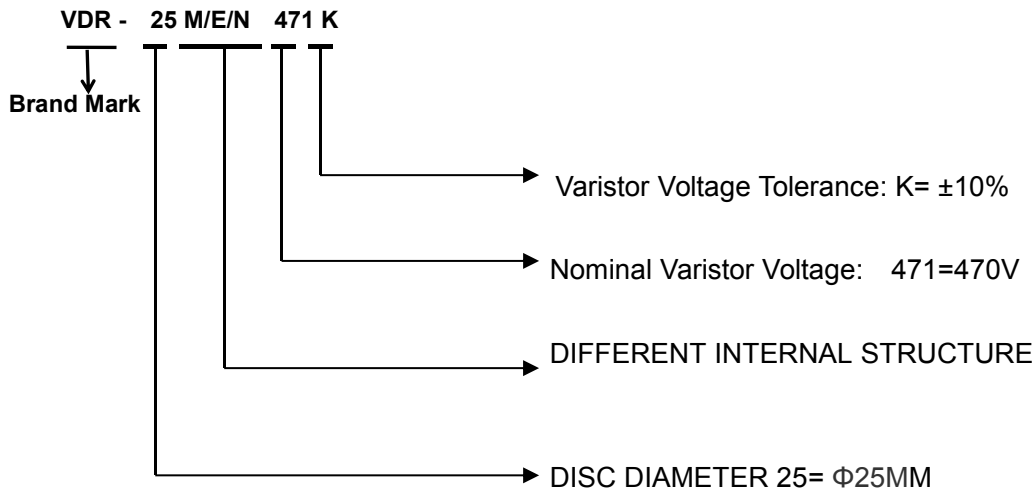 VDR - 25 M/E/N 471 K
Brand Mark
Varistor Voltage Tolerance: K= ±10%
Nominal Varistor Voltage: 471=470V
DIFFERENT INTERNAL STRUCTURE
DISC DIAMETER 25= Φ25MM